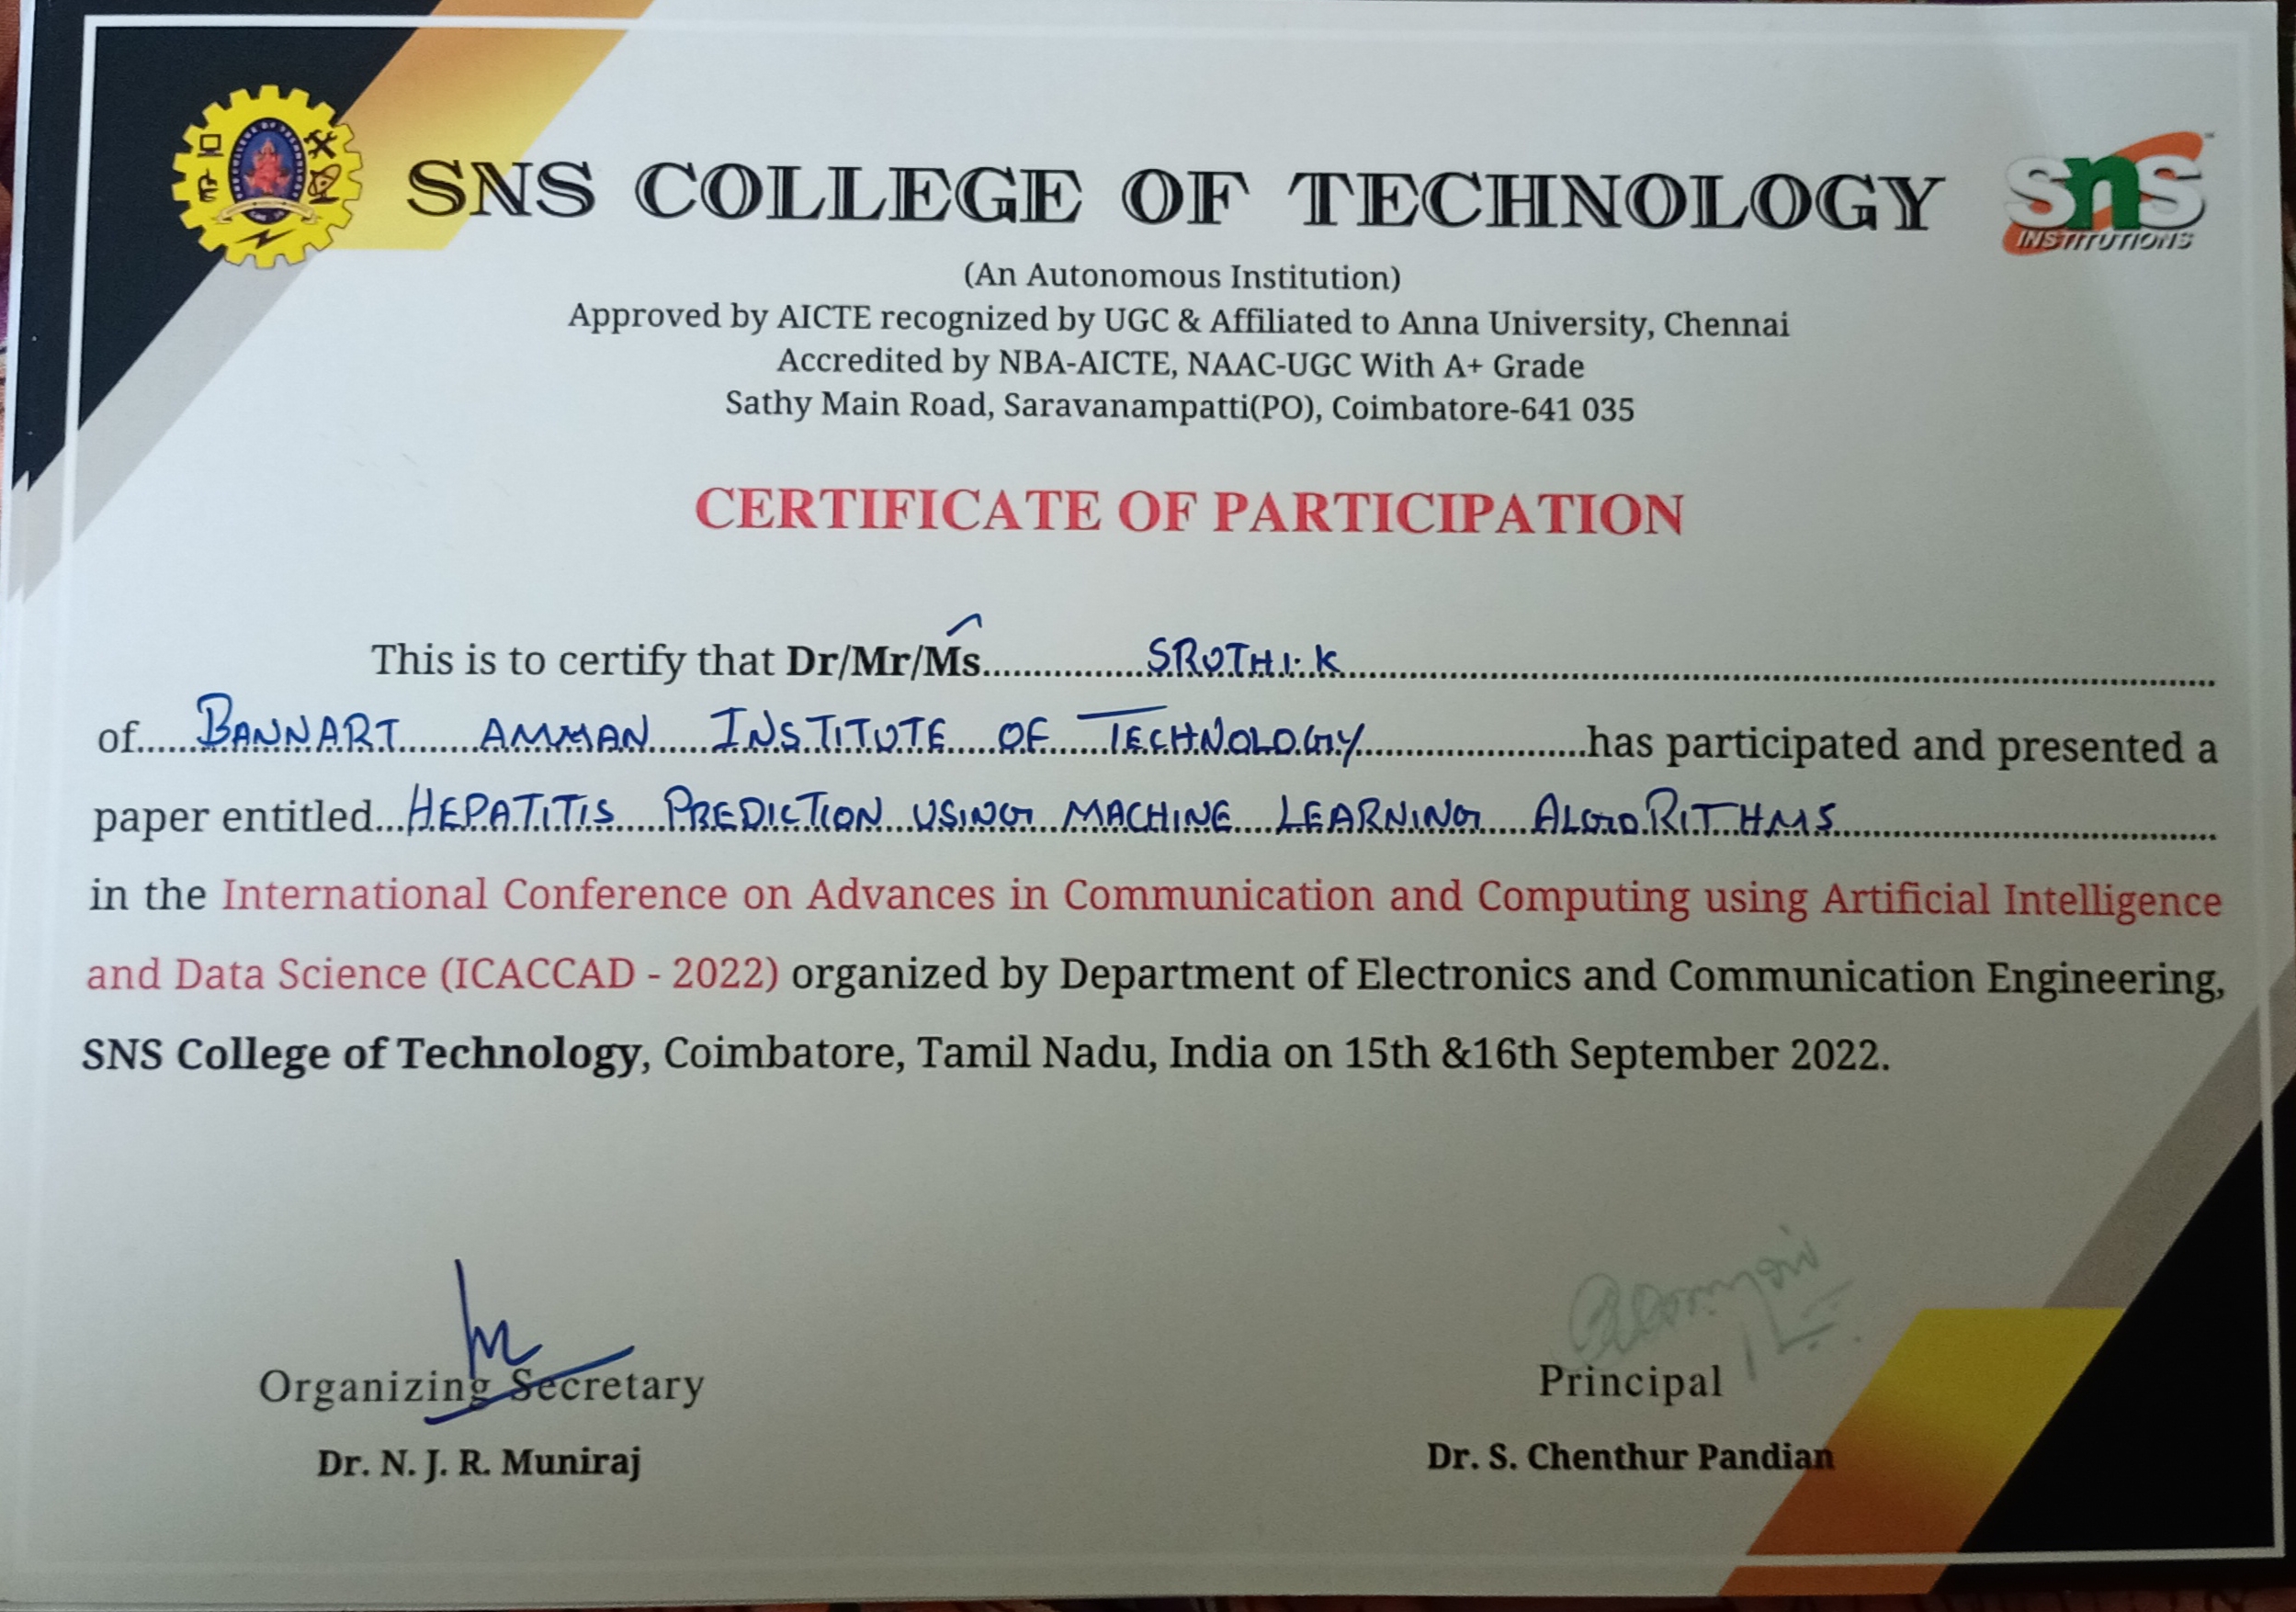 SNS COLLEGE OF TECHNOLOGY
sns
INSTITUTIONS
(An Autonomous Institution)
Approved by AICTE recognized by UGC & Affiliated to Anna University, Chennai
Accredited by NBA-AICTE, NAAC-UGC With A+ Grade
Sathy Main Road, Saravanampatti(PO), Coimbatore-641 035
CERTIFICATE OF PARTICIPATION
This is to certify that Dr/Mr/Ms SRUTHI.K
of BANNARI AMMAN INSTITUTE OF TECHNOLOGY has participated and presented a
paper entitled HEPATITIS PREDICTION USING MACHINE LEARNING ALGORITHMS
in the International Conference on Advances in Communication and Computing using Artificial Intelligence
and Data Science (ICACCAD - 2022) organized by Department of Electronics and Communication Engineering,
SNS College of Technology, Coimbatore, Tamil Nadu, India on 15th &16th September 2022.
Organizing Secretary
Principal
Dr. N. J. R. Muniraj
Dr. S. Chenthur Pandian